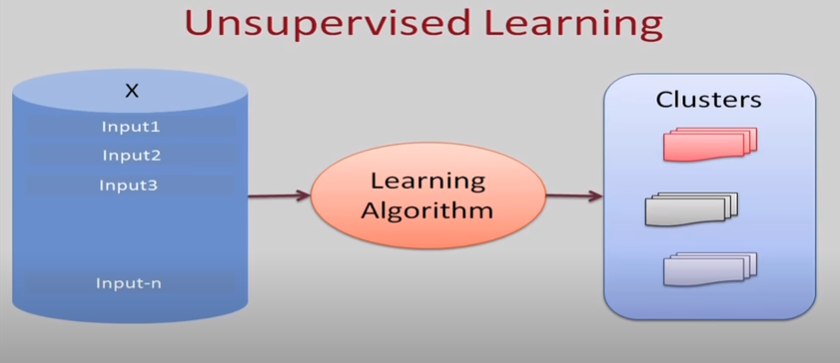 Unsupervised Learning
X
Input1
Input2
Input3
Input-n
Learning
Algorithm
Clusters